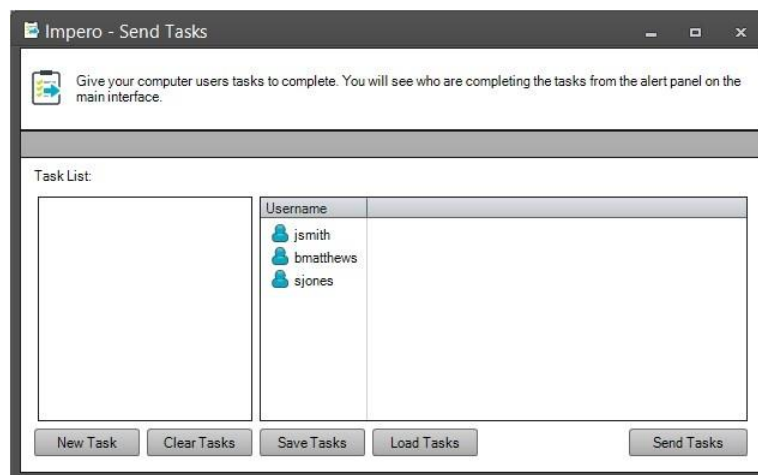 Impero - Send Tasks
Give your computer users tasks to complete. You will see who are completing the tasks from the alert panel on the
main interface.
Task List:
Username
jsmith
bmatthews
sjones
New Task
Clear Tasks
Save Tasks
Load Tasks
Send Tasks